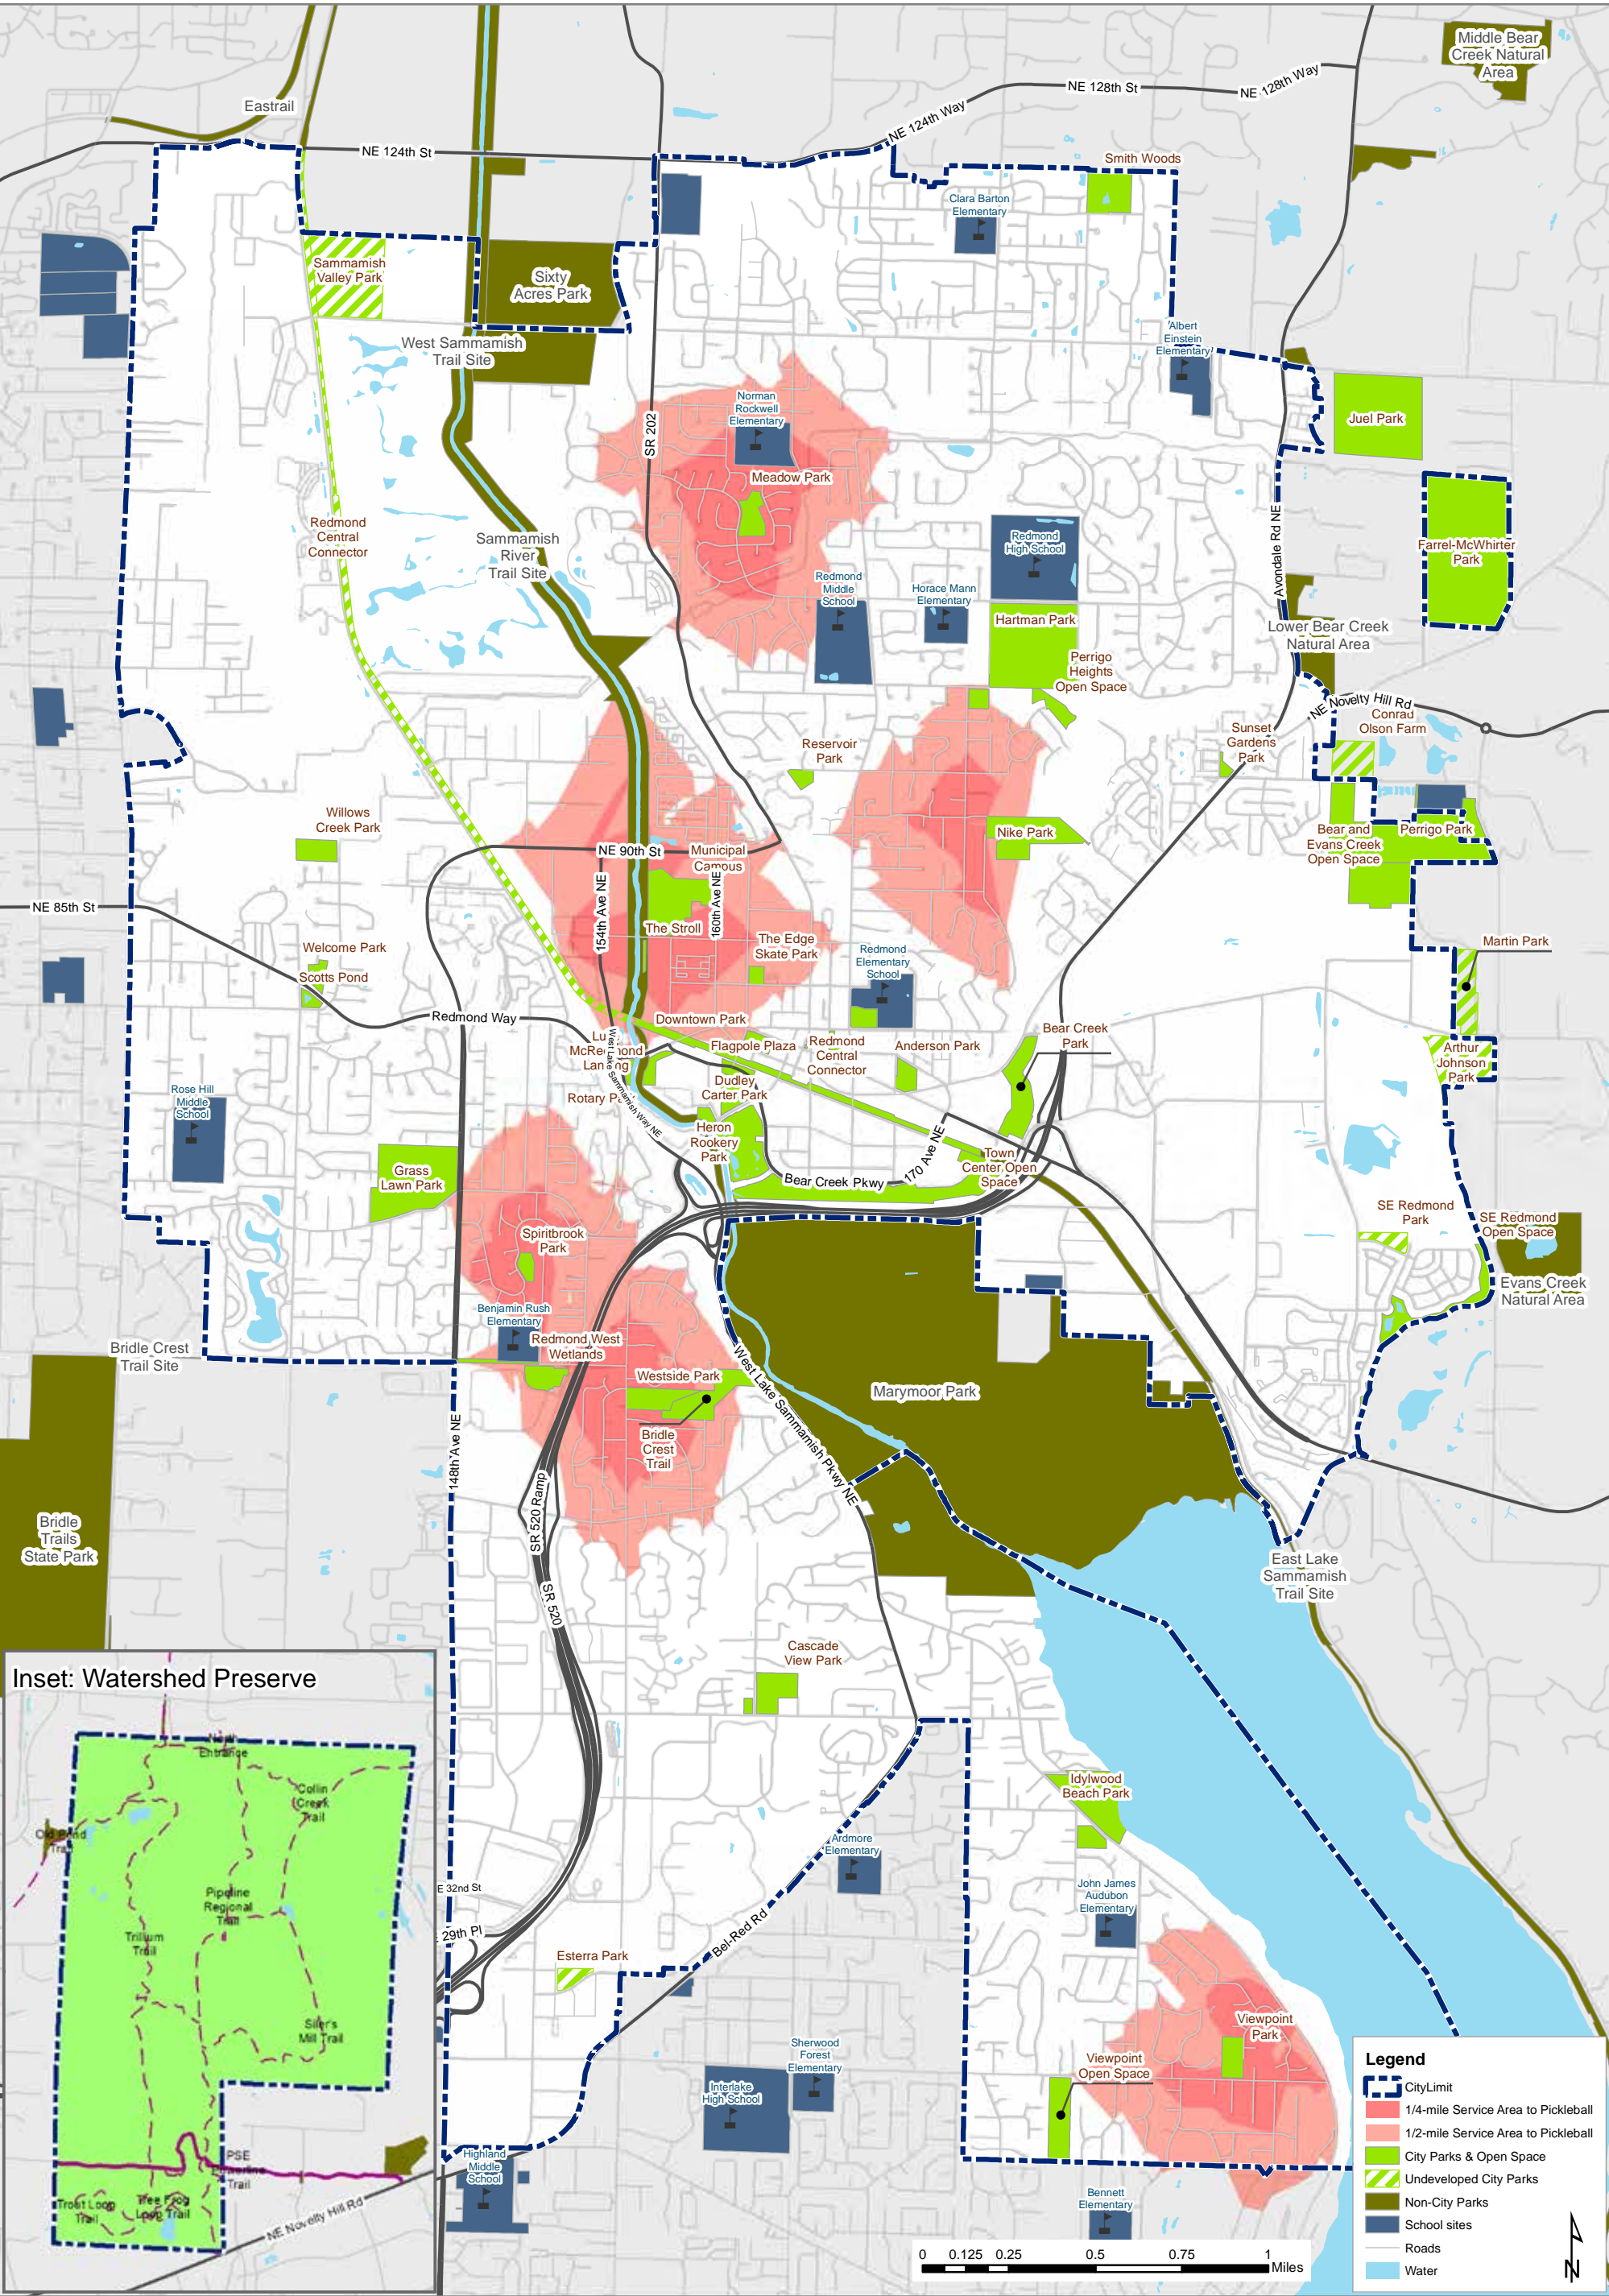 Middle Bear
Creek Natural
Area
Eastrail
NE 128th St
NE 128th Way
NE 124th Way
NE 124th St
Smith Woods
Clara Barton
Elementary
Sammamish
Valley Park
Sixty
Acres Park
West Sammamish
Trail Site
Albert
Einstein
Elementary
Norman
Rockwell
Elementary
SR 202
Juel Park
Meadow Park
Redmond
Central
Connector
Sammamish
River
Trail Site
Redmond
High School
Avondale Rd NE
Farrel-McWhirter
Park
Redmond
Middle
School
Horace Mann
Elementary
Hartman Park
Lower Bear Creek
Natural Area
Perrigo
Heights
Open Space
NE Novelty Hill Rd
Conrad
Olson Farm
Sunset
Gardens
Park
Reservoir
Park
Willows
Creek Park
Nike Park
Bear and
Evans Creek
Open Space
Perrigo Park
NE 90th St
Municipal
Campus
154th Ave NE
160th Ave NE
NE 85th St
The Stroll
The Edge
Skate Park
Redmond
Elementary
School
Martin Park
Welcome Park
Scotts Pond
Redmond Way
Downtown Park
Flagpole Plaza
Redmond
Central
Connector
Anderson Park
Bear Creek
Park
Arthur
Johnson
Park
West Lake Sammamish Way NE
Dudley
Carter Park
Rose Hill
Middle
School
Heron
Rookery
Park
170 Ave NE
Town
Center Open
Space
Bear Creek Pkwy
Grass
Lawn Park
SE Redmond
Park
SE Redmond
Open Space
Spiritbrook
Park
Evans Creek
Natural Area
Benjamin Rush
Elementary
Redmond West
Wetlands
Bridle Crest
Trail Site
Westside Park
West Lake Sammamish Pkwy NE
Marymoor Park
Bridle
Crest
Trail
148th Ave NE
SR 520 Ramp
Bridle
Trails
State Park
SR 520
East Lake
Sammamish
Trail Site
Cascade
View Park
Inset: Watershed Preserve
North
Entrance
Collin
Creek
Trail
Old Pond
Trail
Pipeline
Regional
Trail
Trillium
Trail
Siler's
Mill Trail
PSE
Trail
Trout Loop
Trail
Tree Frog
Loop Trail
NE Novelty Hill Rd
Idylwood
Beach Park
Ardmore
Elementary
E 32nd St
29th Pl
Bel-Red Rd
John James
Audubon
Elementary
Esterra Park
Viewpoint
Park
Viewpoint
Open Space
Sherwood
Forest
Elementary
Interlake
High School
Highland
Middle
School
Bennett
Elementary
Legend
CityLimit
1/4-mile Service Area to Pickleball
1/2-mile Service Area to Pickleball
City Parks & Open Space
Undeveloped City Parks
Non-City Parks
School sites
Roads
Water
N
0 0.125 0.25 0.5 0.75 1
Miles